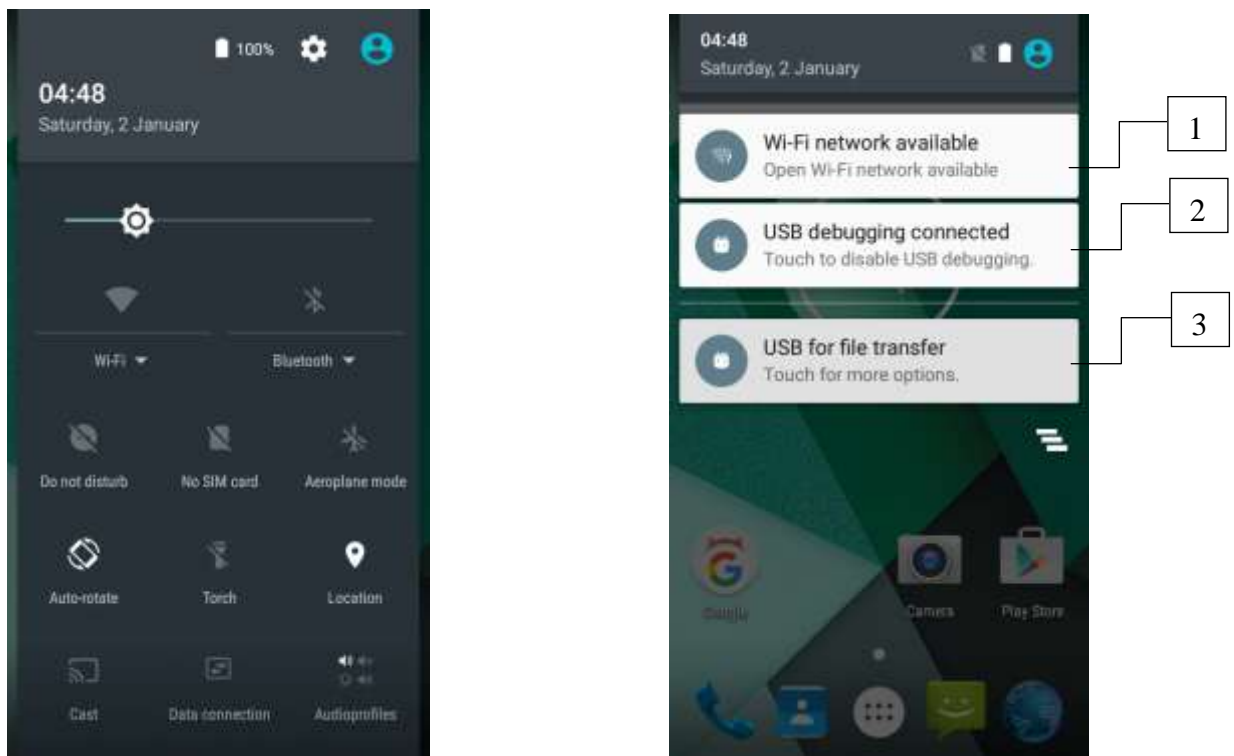 100%
04:48
Saturday, 2 January
Wi-Fi
Bluetooth
Do not disturb
No SIM card
Aeroplane mode
Auto-rotate
Torch
Location
Cast
Data connection
Audioprofiles
04:48
Saturday, 2 January
Wi-Fi network available
Open Wi-Fi network available
1
USB debugging connected
Touch to disable USB debugging.
2
USB for file transfer
Touch for more options.
3
Google
Camera
Play Store